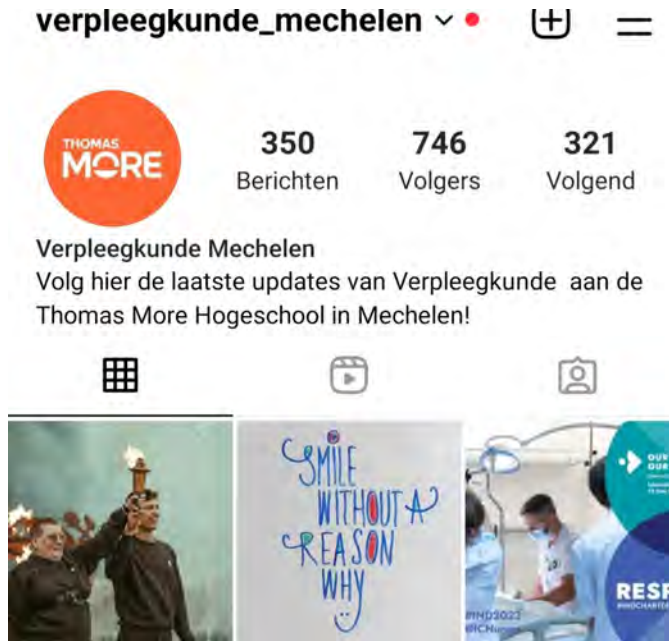 verpleegkunde_mechelen
THOMAS
MORE
350
746
321
Berichten
Volgers
Volgend
Verpleegkunde Mechelen
Volg hier de laatste updates van Verpleegkunde aan de
Thomas More Hogeschool in Mechelen!
SMILE
WITHOUT A
REASON
WHY
#IND2022